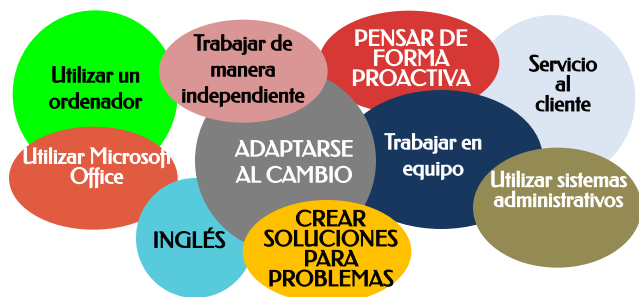 Utilizar un
ordenador
Trabajar de
manera
independiente
PENSAR DE
FORMA
PROACTIVA
Servicio
al
cliente
Utilizar Microsoft
Office
ADAPTARSE
AL CAMBIO
Trabajar en
equipo
Utilizar sistemas
administrativos
INGLÉS
CREAR
SOLUCIONES
PARA
PROBLEMAS